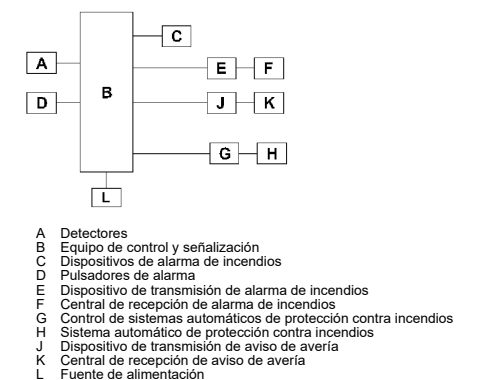 C
A
E F
B
D
J K
G H
L
A Detectores
B Equipo de control y señalización
C Dispositivos de alarma de incendios
D Pulsadores de alarma
E Dispositivo de transmisión de alarma de incendios
F Central de recepción de alarma de incendios
G Control de sistemas automáticos de protección contra incendios
H Sistema automático de protección contra incendios
J Dispositivo de transmisión de aviso de avería
K Central de recepción de aviso de avería
L Fuente de alimentación